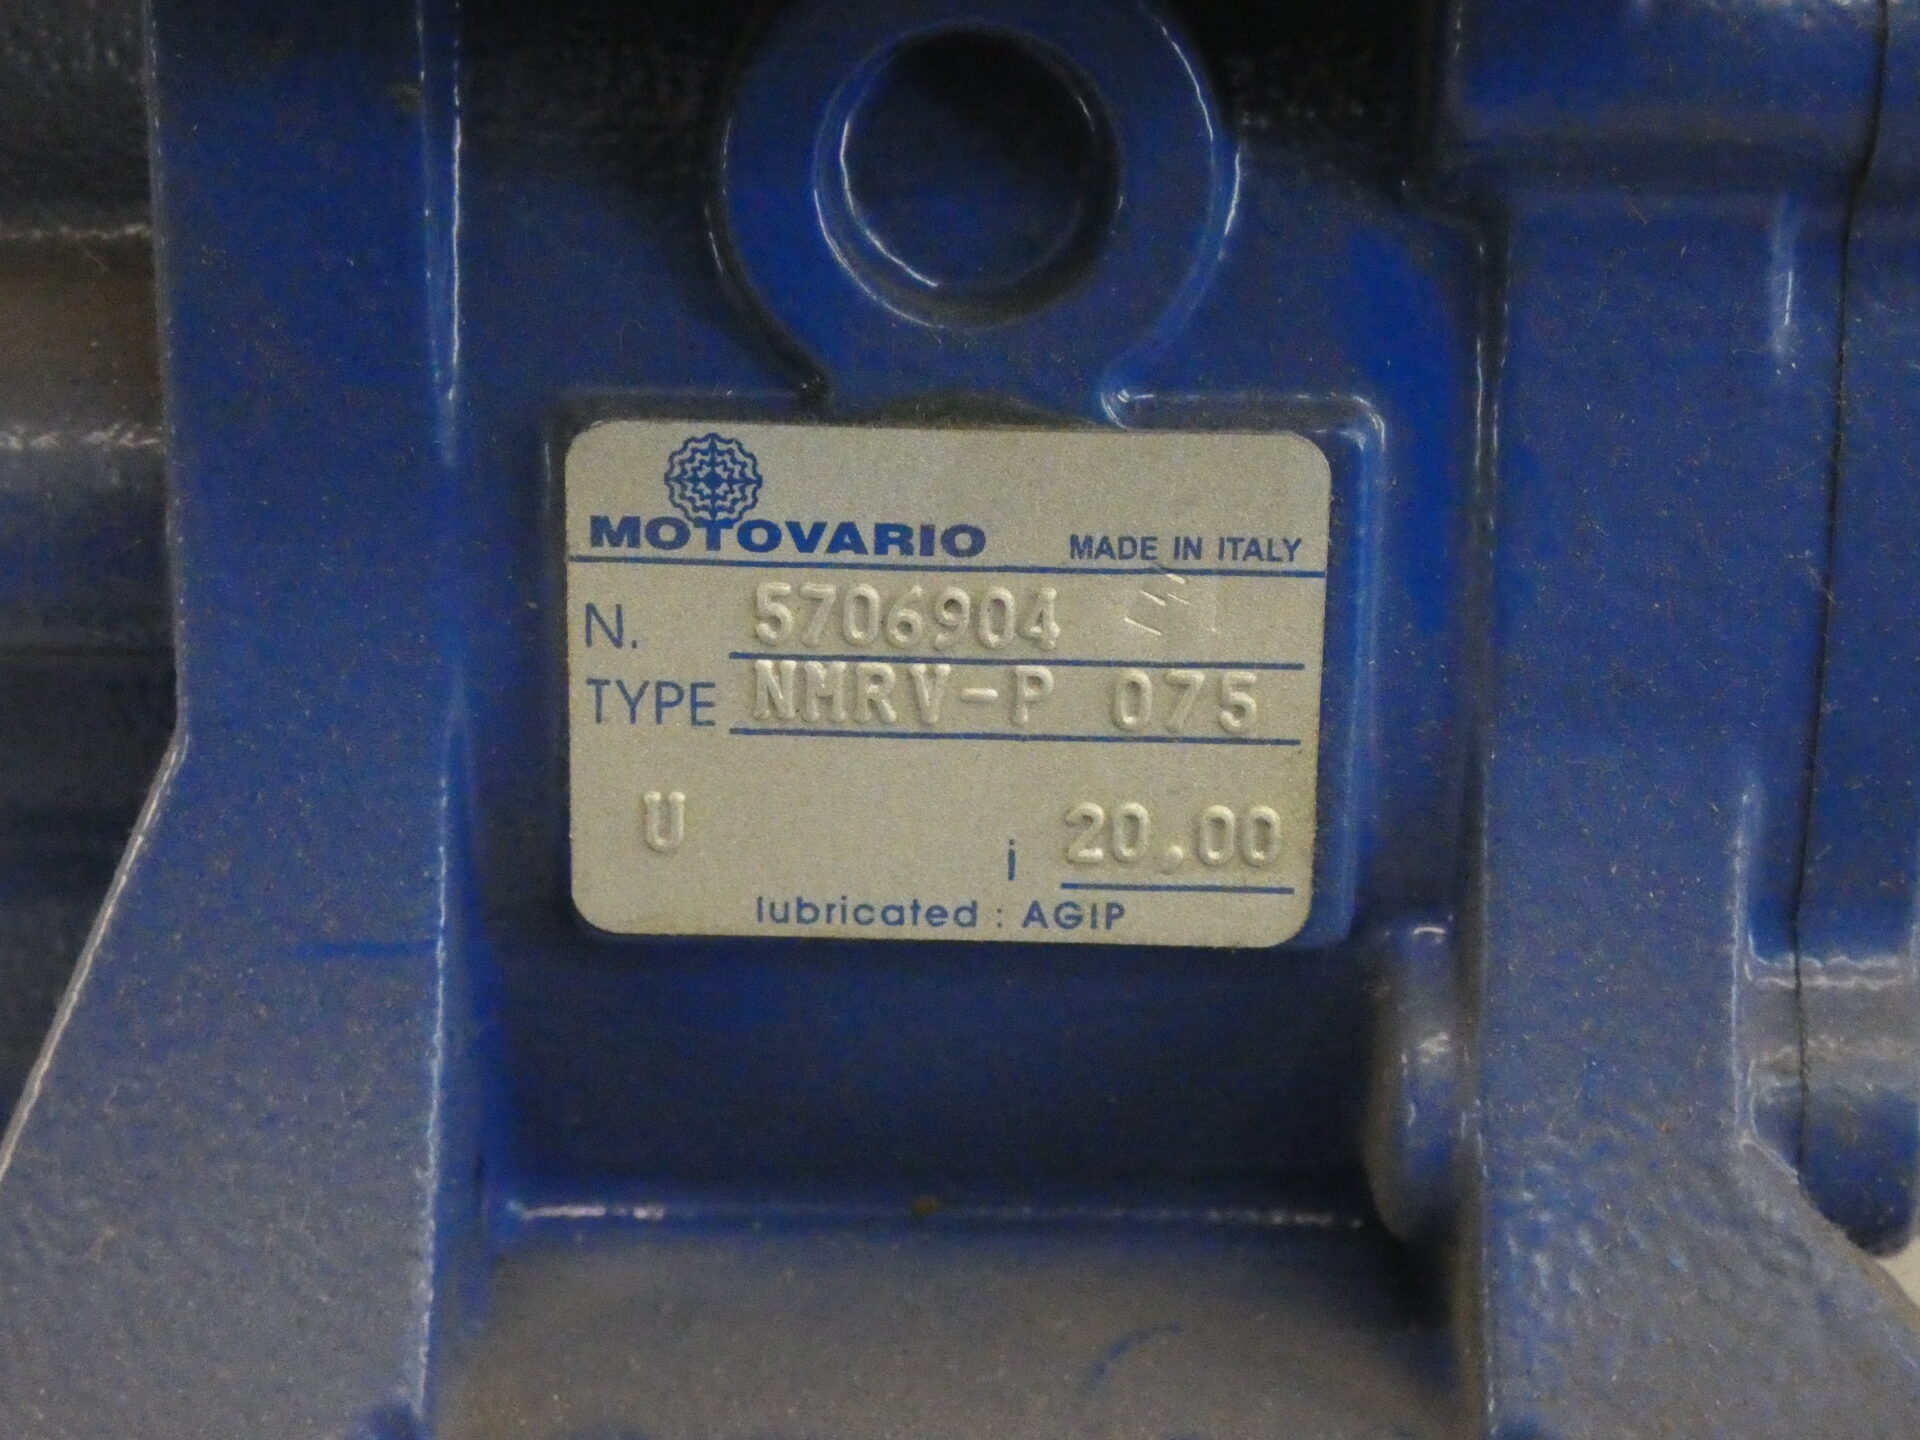 MOTOVARIO MADE IN ITALY
N. 5706904
TYPE NMRV-P 075
U i 20,00
lubricated : AGIP